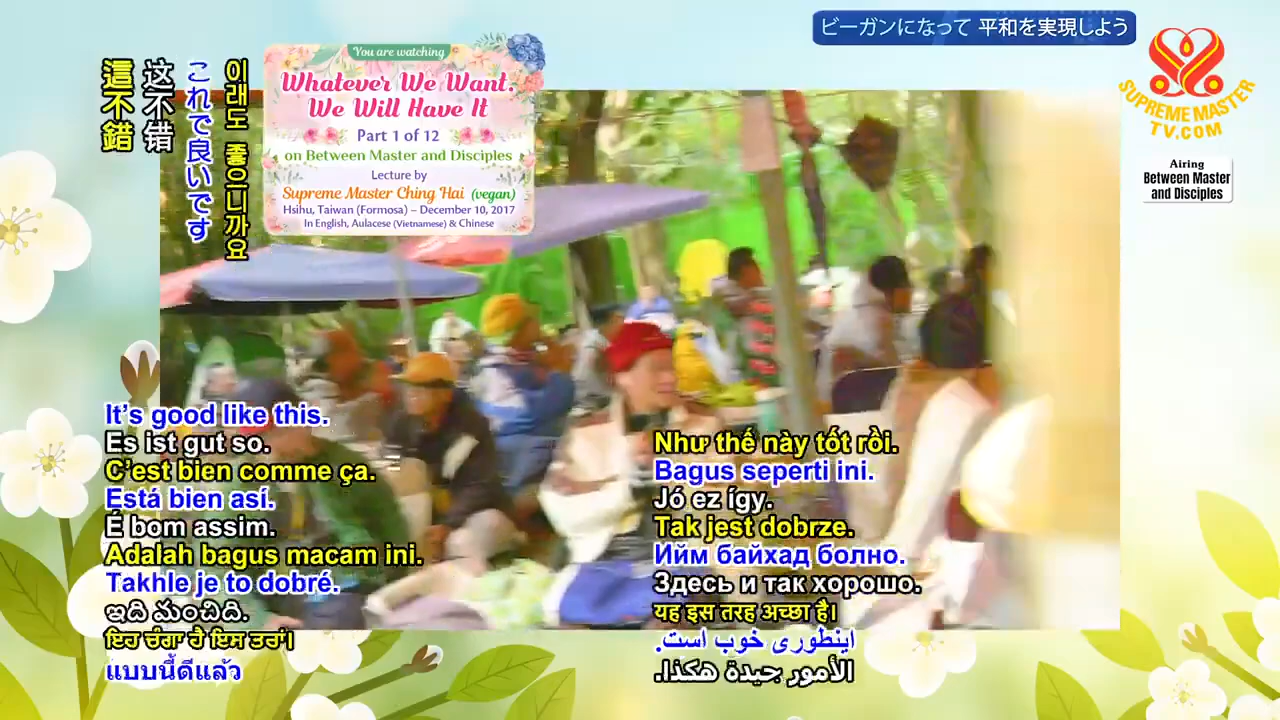 ビーガンになって 平和を実現しよう
SUPREME MASTER
TV.COM
Airing
Between Master
and Disciples
You are watching
Whatever We Want,
We Will Have It
Part 1 of 12
on Between Master and Disciples
Lecture by
Supreme Master Ching Hai (vegan)
Hsihu, Taiwan (Formosa) – December 10, 2017
In English, Aulacese (Vietnamese) & Chinese
이래도 좋으니까요
これで良いです
这不错
這不錯
It's good like this.
Es ist gut so.
C'est bien comme ça.
Está bien así.
É bom assim.
Adalah bagus macam ini.
Takhle je to dobré.
ఇది మంచిది.
ਇਹ ਚੰਗਾ ਹੈ ਇਸ ਤਰਾਂ।
แบบนี้ดีแล้ว
Như thế này tốt rồi.
Bagus seperti ini.
Jó ez így.
Tak jest dobrze.
Ийм байхад болно.
Здесь и так хорошо.
यह इस तरह अच्छा है।
اینطوری خوب است.
الأمور جيدة هكذا.